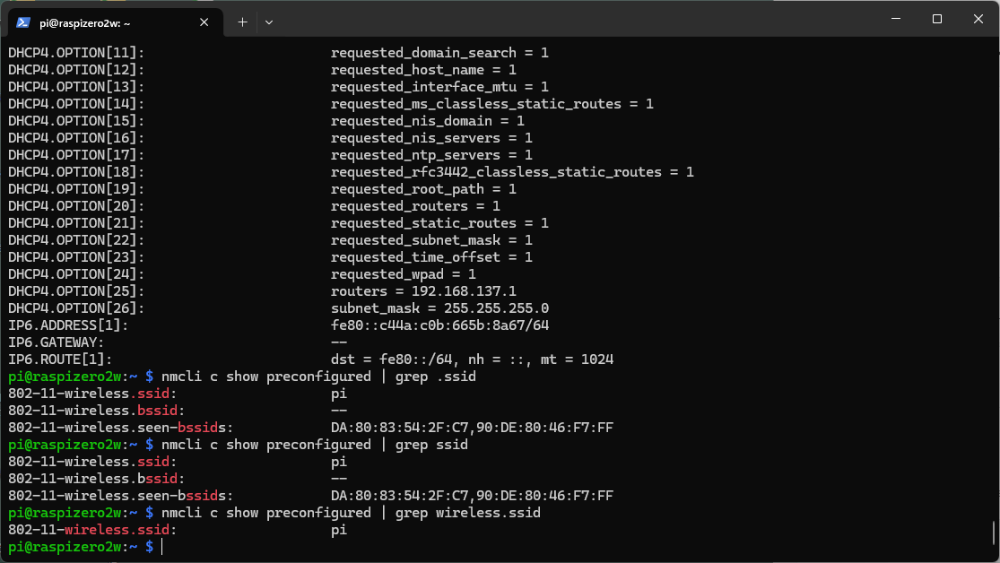 pi@raspizero2w: ~
DHCP4.OPTION[11]: requested_domain_search = 1
DHCP4.OPTION[12]: requested_host_name = 1
DHCP4.OPTION[13]: requested_interface_mtu = 1
DHCP4.OPTION[14]: requested_ms_classless_static_routes = 1
DHCP4.OPTION[15]: requested_nis_domain = 1
DHCP4.OPTION[16]: requested_nis_servers = 1
DHCP4.OPTION[17]: requested_ntp_servers = 1
DHCP4.OPTION[18]: requested_rfc3442_classless_static_routes = 1
DHCP4.OPTION[19]: requested_root_path = 1
DHCP4.OPTION[20]: requested_routers = 1
DHCP4.OPTION[21]: requested_static_routes = 1
DHCP4.OPTION[22]: requested_subnet_mask = 1
DHCP4.OPTION[23]: requested_time_offset = 1
DHCP4.OPTION[24]: requested_wpad = 1
DHCP4.OPTION[25]: routers = 192.168.137.1
DHCP4.OPTION[26]: subnet_mask = 255.255.255.0
IP6.ADDRESS[1]: fe80::c44a:c0b:665b:8a67/64
IP6.GATEWAY: --
IP6.ROUTE[1]: dst = fe80::/64, nh = ::, mt = 1024
pi@raspizero2w:~ $ nmcli c show preconfigured | grep .ssid
802-11-wireless.ssid: pi
802-11-wireless.bssid: --
802-11-wireless.seen-bssids: DA:80:83:54:2F:C7,90:DE:80:46:F7:FF
pi@raspizero2w:~ $ nmcli c show preconfigured | grep ssid
802-11-wireless.ssid: pi
802-11-wireless.bssid: --
802-11-wireless.seen-bssids: DA:80:83:54:2F:C7,90:DE:80:46:F7:FF
pi@raspizero2w:~ $ nmcli c show preconfigured | grep wireless.ssid
802-11-wireless.ssid: pi
pi@raspizero2w:~ $